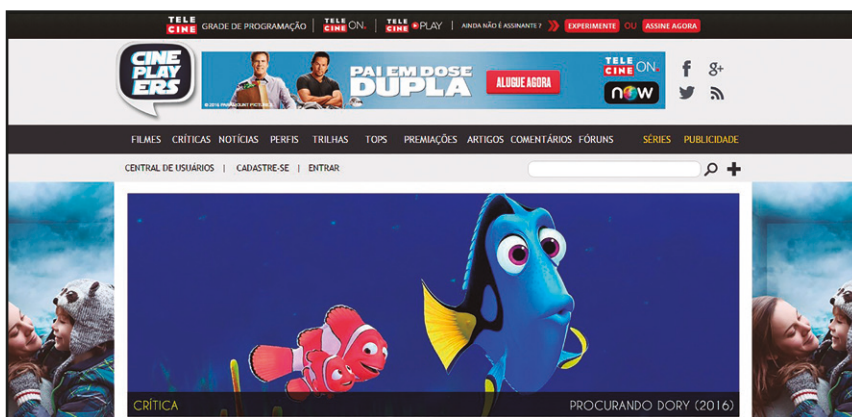 TELE CINE GRADE DE PROGRAMAÇÃO | TELE CINE ON. | TELE CINE PLAY | AINDA NÃO É ASSINANTE? EXPERIMENTE OU ASSINE AGORA
CINE
PLAY
ERS
PAI EM DOSE
DUPLA
ALUGUE AGORA
TELE
CINE ON.
NOW
f g+
FILMES CRÍTICAS NOTÍCIAS PERFIS TRILHAS TOPS PREMIAÇÕES ARTIGOS COMENTÁRIOS FÓRUNS SÉRIES PUBLICIDADE
CENTRAL DE USUÁRIOS | CADASTRE-SE | ENTRAR
CRÍTICA PROCURANDO DORY (2016)